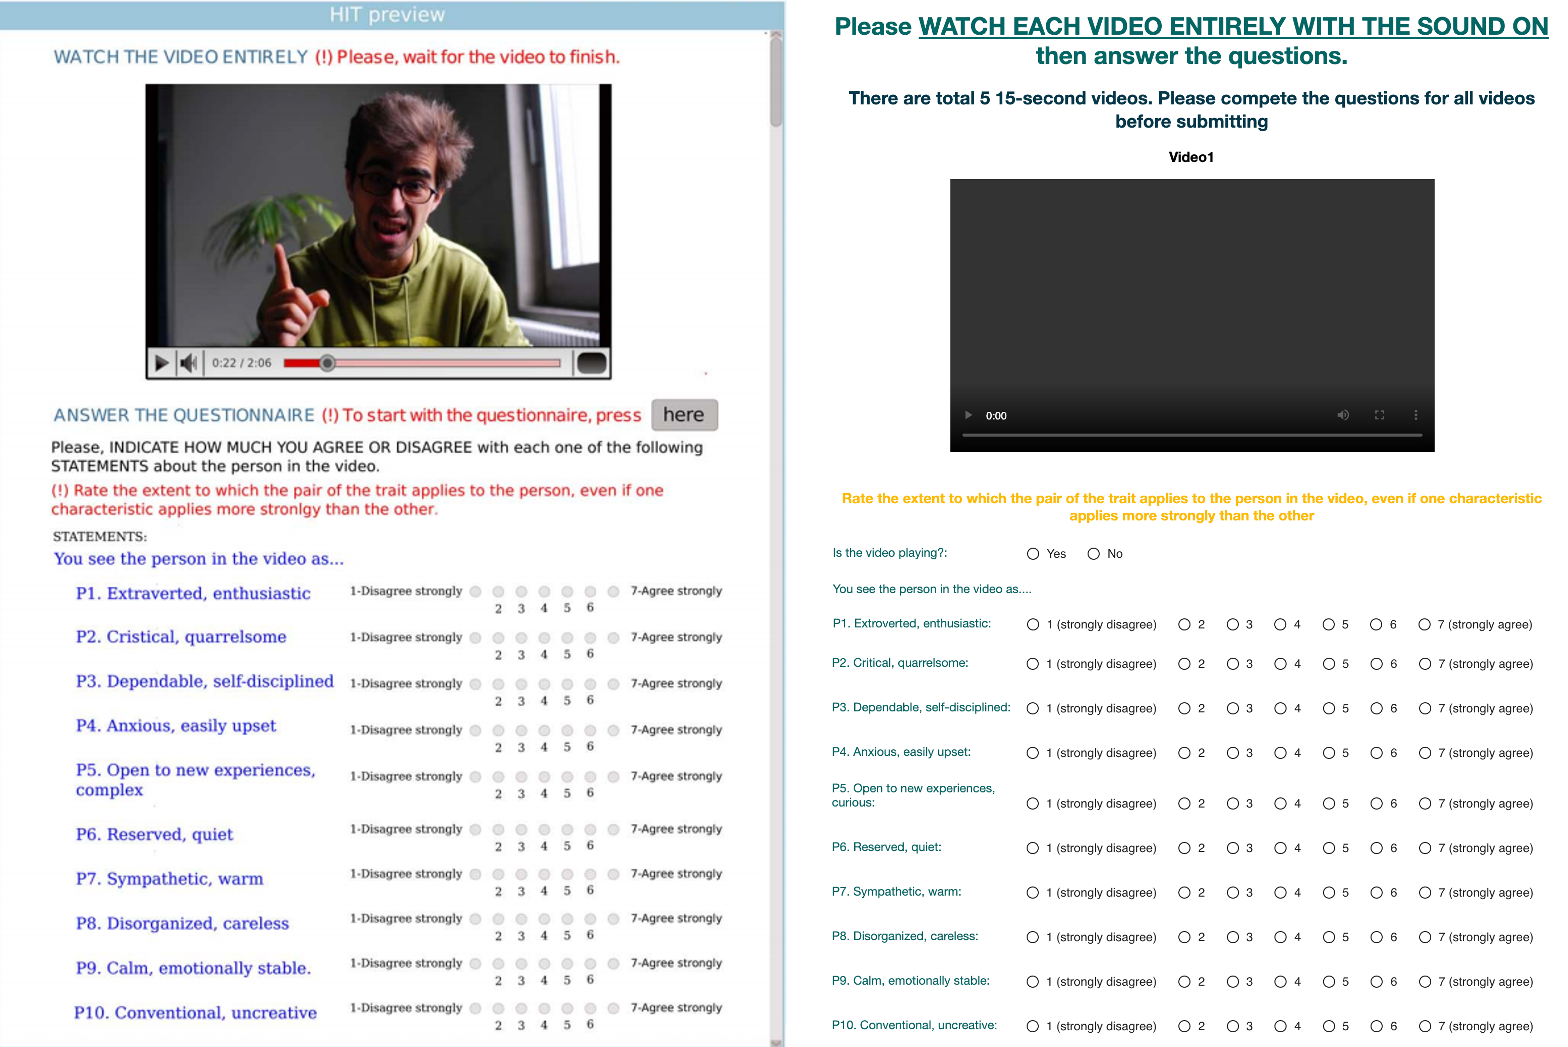 HIT preview
WATCH THE VIDEO ENTIRELY (!) Please, wait for the video to finish.
0:22 / 2:06
ANSWER THE QUESTIONNAIRE (!) To start with the questionnaire, press here
Please, INDICATE HOW MUCH YOU AGREE OR DISAGREE with each one of the following
STATEMENTS about the person in the video.
(!) Rate the extent to which the pair of the trait applies to the person, even if one
characteristic applies more stronlgy than the other.
STATEMENTS:
You see the person in the video as...
P1. Extraverted, enthusiastic 1-Disagree strongly 7-Agree strongly
2 3 4 5 6
P2. Cristical, quarrelsome 1-Disagree strongly 7-Agree strongly
2 3 4 5 6
P3. Dependable, self-disciplined 1-Disagree strongly 7-Agree strongly
2 3 4 5 6
P4. Anxious, easily upset 1-Disagree strongly 7-Agree strongly
2 3 4 5 6
P5. Open to new experiences,
complex 1-Disagree strongly 7-Agree strongly
2 3 4 5 6
P6. Reserved, quiet 1-Disagree strongly 7-Agree strongly
2 3 4 5 6
P7. Sympathetic, warm 1-Disagree strongly 7-Agree strongly
2 3 4 5 6
P8. Disorganized, careless 1-Disagree strongly 7-Agree strongly
2 3 4 5 6
P9. Calm, emotionally stable. 1-Disagree strongly 7-Agree strongly
2 3 4 5 6
P10. Conventional, uncreative 1-Disagree strongly 7-Agree strongly
2 3 4 5 6
Please WATCH EACH VIDEO ENTIRELY WITH THE SOUND ON
then answer the questions.
There are total 5 15-second videos. Please compete the questions for all videos
before submitting
Video1
0:00
Rate the extent to which the pair of the trait applies to the person in the video, even if one characteristic
applies more strongly than the other
Is the video playing?: Yes No
You see the person in the video as....
P1. Extroverted, enthusiastic: 1 (strongly disagree) 2 3 4 5 6 7 (strongly agree)
P2. Critical, quarrelsome: 1 (strongly disagree) 2 3 4 5 6 7 (strongly agree)
P3. Dependable, self-disciplined: 1 (strongly disagree) 2 3 4 5 6 7 (strongly agree)
P4. Anxious, easily upset: 1 (strongly disagree) 2 3 4 5 6 7 (strongly agree)
P5. Open to new experiences,
curious: 1 (strongly disagree) 2 3 4 5 6 7 (strongly agree)
P6. Reserved, quiet: 1 (strongly disagree) 2 3 4 5 6 7 (strongly agree)
P7. Sympathetic, warm: 1 (strongly disagree) 2 3 4 5 6 7 (strongly agree)
P8. Disorganized, careless: 1 (strongly disagree) 2 3 4 5 6 7 (strongly agree)
P9. Calm, emotionally stable: 1 (strongly disagree) 2 3 4 5 6 7 (strongly agree)
P10. Conventional, uncreative: 1 (strongly disagree) 2 3 4 5 6 7 (strongly agree)